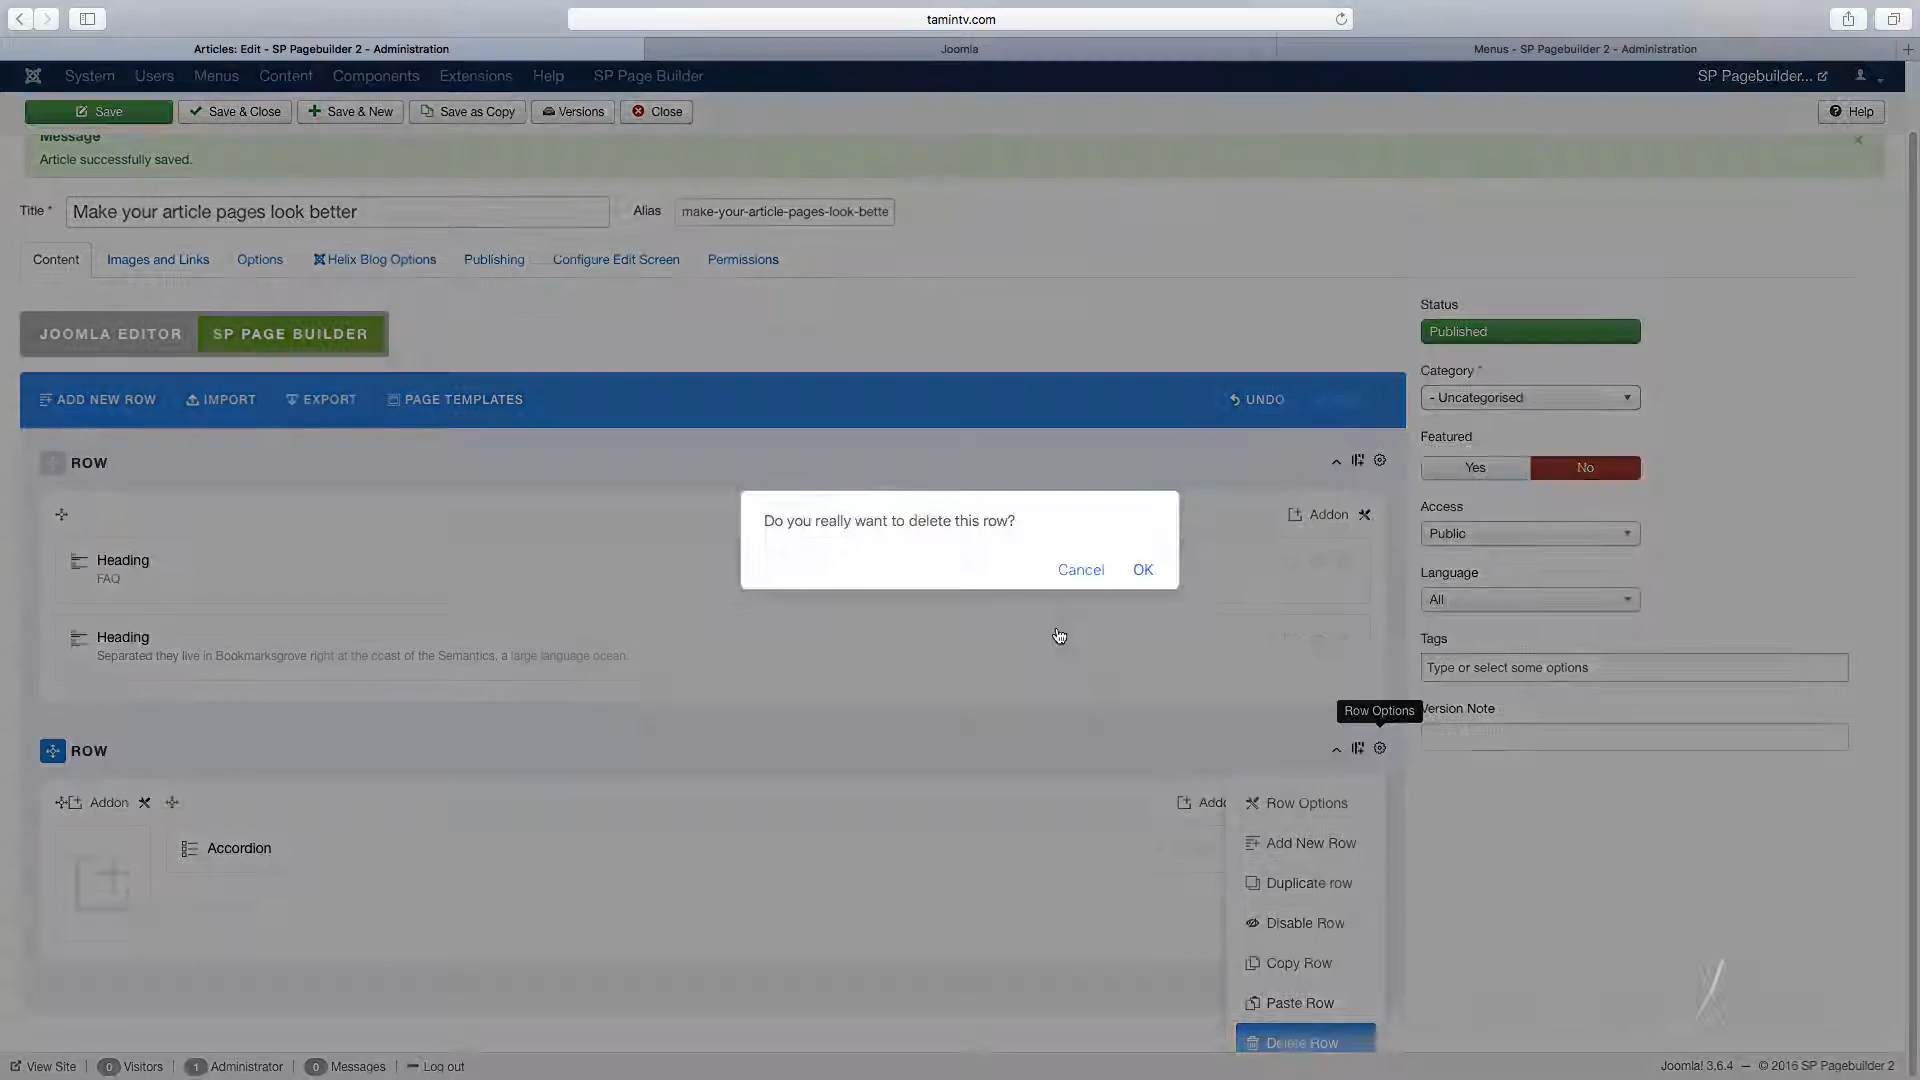 tamintv.com
Articles: Edit - SP Pagebuilder 2 - Administration
Joomla
Menus - SP Pagebuilder 2 - Administration
System Users Menus Content Components Extensions Help SP Page Builder
SP Pagebuilder...
Save
Save & Close
Save & New
Save as Copy
Versions
Close
Help
Message
Article successfully saved.
Title *
Make your article pages look better
Alias
make-your-article-pages-look-bette
Content
Images and Links
Options
Helix Blog Options
Publishing
Configure Edit Screen
Permissions
JOOMLA EDITOR
SP PAGE BUILDER
ADD NEW ROW
IMPORT
EXPORT
PAGE TEMPLATES
UNDO
ROW
Addon
Heading
FAQ
Heading
Separated they live in Bookmarksgrove right at the coast of the Semantics, a large language ocean.
Do you really want to delete this row?
Cancel
OK
Row Options
ROW
Addon
Accordion
Row Options
Add New Row
Duplicate row
Disable Row
Copy Row
Paste Row
Delete Row
Status
Published
Category *
- Uncategorised
Featured
Yes
No
Access
Public
Language
All
Tags
Type or select some options
Version Note
View Site
0 Visitors
1 Administrator
0 Messages
Log out
Joomla! 3.6.4 — © 2016 SP Pagebuilder 2